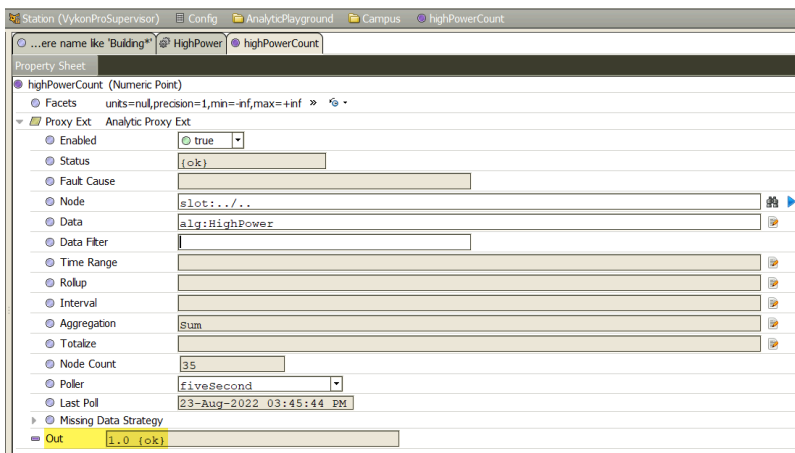 Station (VykonProSupervisor) Config AnalyticPlayground Campus highPowerCount
...ere name like 'Building*' HighPower highPowerCount
Property Sheet
highPowerCount (Numeric Point)
Facets units=null,precision=1,min=-inf,max=+inf »
Proxy Ext Analytic Proxy Ext
Enabled true
Status {ok}
Fault Cause
Node slot:../..
Data alg:HighPower
Data Filter
Time Range
Rollup
Interval
Aggregation Sum
Totalize
Node Count 35
Poller fiveSecond
Last Poll 23-Aug-2022 03:45:44 PM
Missing Data Strategy
Out 1.0 {ok}